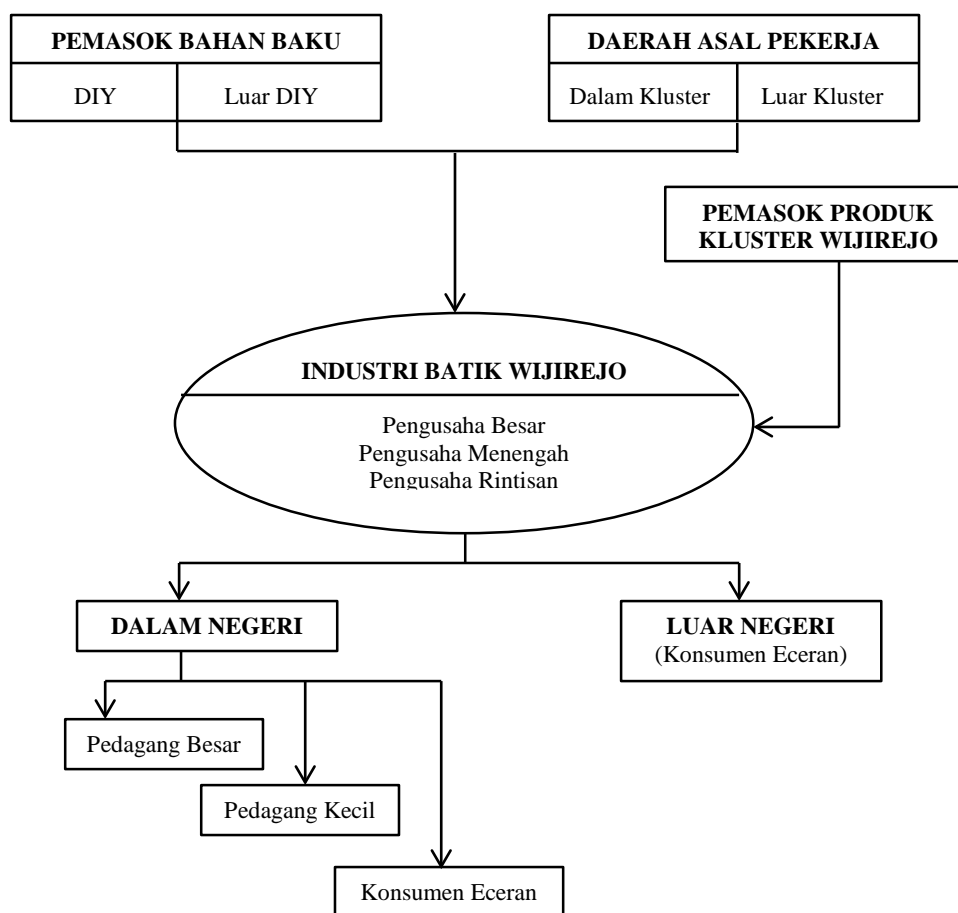 PEMASOK BAHAN BAKU
DIY
Luar DIY
DAERAH ASAL PEKERJA
Dalam Kluster
Luar Kluster
PEMASOK PRODUK
KLUSTER WIJIREJO
INDUSTRI BATIK WIJIREJO
Pengusaha Besar
Pengusaha Menengah
Pengusaha Rintisan
DALAM NEGERI
LUAR NEGERI
(Konsumen Eceran)
Pedagang Besar
Pedagang Kecil
Konsumen Eceran